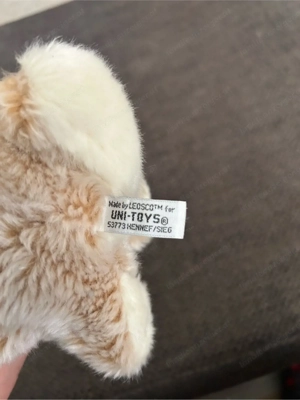 Made by LEOSCO™ for
UNI-TOYS®
53773 HENNEF/SIEG